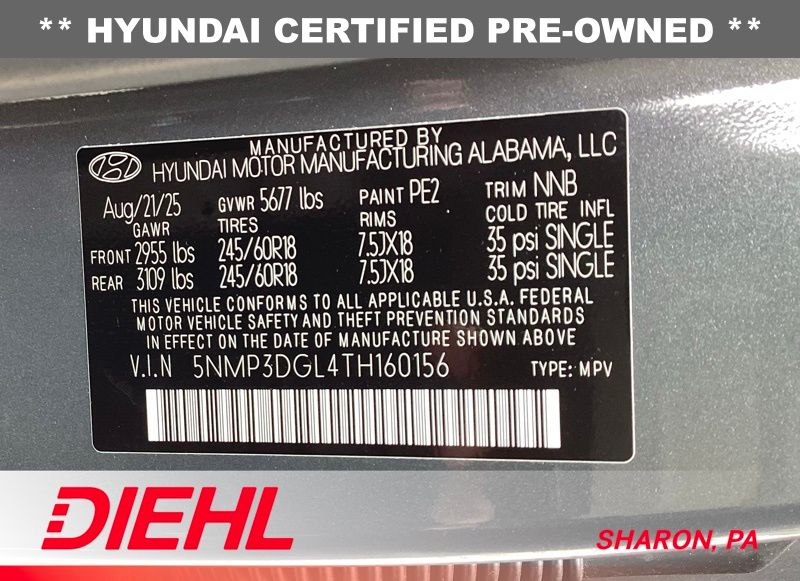 ** HYUNDAI CERTIFIED PRE-OWNED **
MANUFACTURED BY
HYUNDAI MOTOR MANUFACTURING ALABAMA, LLC
Aug/21/25 GVWR 5677 lbs PAINT PE2 TRIM NNB
GAWR TIRES RIMS COLD TIRE INFL
FRONT 2955 lbs 245/60R18 7.5JX18 35 psi SINGLE
REAR 3109 lbs 245/60R18 7.5JX18 35 psi SINGLE
THIS VEHICLE CONFORMS TO ALL APPLICABLE U.S.A. FEDERAL
MOTOR VEHICLE SAFETY AND THEFT PREVENTION STANDARDS
IN EFFECT ON THE DATE OF MANUFACTURE SHOWN ABOVE
V.I.N 5NMP3DGL4TH160156 TYPE: MPV
DIEHL
SHARON, PA